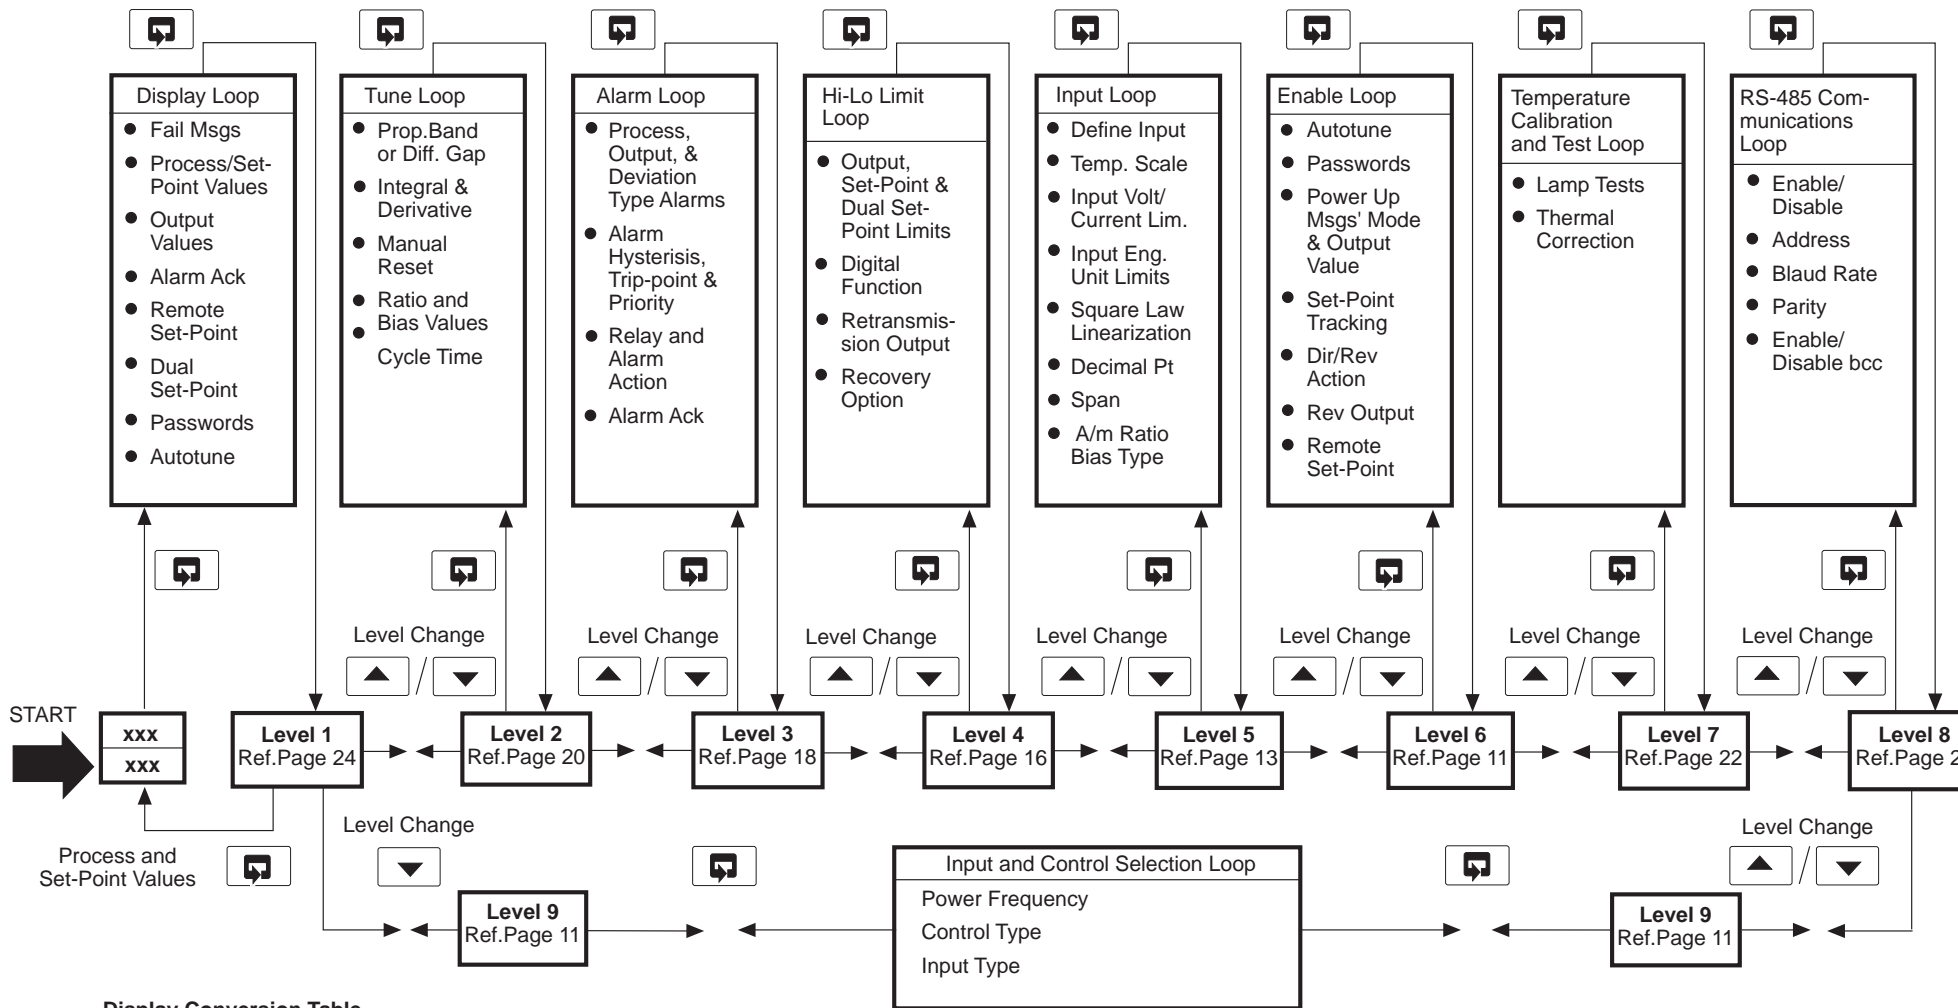 Display Loop
Fail Msgs
Process/Set-
Point Values
Output
Values
Alarm Ack
Remote
Set-Point
Dual
Set-Point
Passwords
Autotune
Tune Loop
Prop.Band
or Diff. Gap
Integral &
Derivative
Manual
Reset
Ratio and
Bias Values
Cycle Time
Alarm Loop
Process,
Output, &
Deviation
Type Alarms
Alarm
Hysterisis,
Trip-point &
Priority
Relay and
Alarm
Action
Alarm Ack
Hi-Lo Limit
Loop
Output,
Set-Point &
Dual Set-
Point Limits
Digital
Function
Retransmis-
sion Output
Recovery
Option
Input Loop
Define Input
Temp. Scale
Input Volt/
Current Lim.
Input Eng.
Unit Limits
Square Law
Linearization
Decimal Pt
Span
A/m Ratio
Bias Type
Enable Loop
Autotune
Passwords
Power Up
Msgs' Mode
& Output
Value
Set-Point
Tracking
Dir/Rev
Action
Rev Output
Remote
Set-Point
Temperature
Calibration
and Test Loop
Lamp Tests
Thermal
Correction
RS-485 Com-
munications
Loop
Enable/
Disable
Address
Blaud Rate
Parity
Enable/
Disable bcc
Level Change
/
Level Change
/
Level Change
/
Level Change
/
Level Change
/
Level Change
/
Level Change
/
START
xxx
xxx
Level 1
Ref.Page 24
Level 2
Ref.Page 20
Level 3
Ref.Page 18
Level 4
Ref.Page 16
Level 5
Ref.Page 13
Level 6
Ref.Page 11
Level 7
Ref.Page 22
Level 8
Ref.Page 2
Process and
Set-Point Values
Level Change
Level 9
Ref.Page 11
Input and Control Selection Loop
Power Frequency
Control Type
Input Type
Level Change
/
Level 9
Ref.Page 11
Display Conversion Table